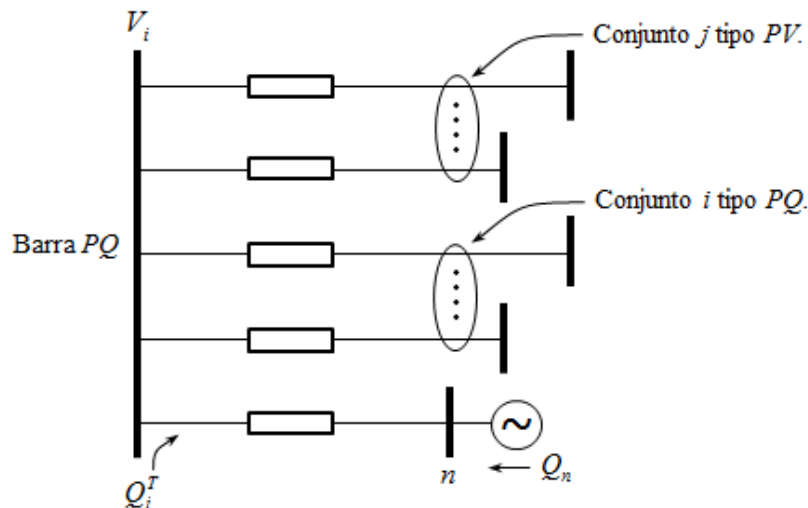 V_i
Conjunto j tipo PV.
Conjunto i tipo PQ.
Barra PQ
Q_i^T
n
Q_n